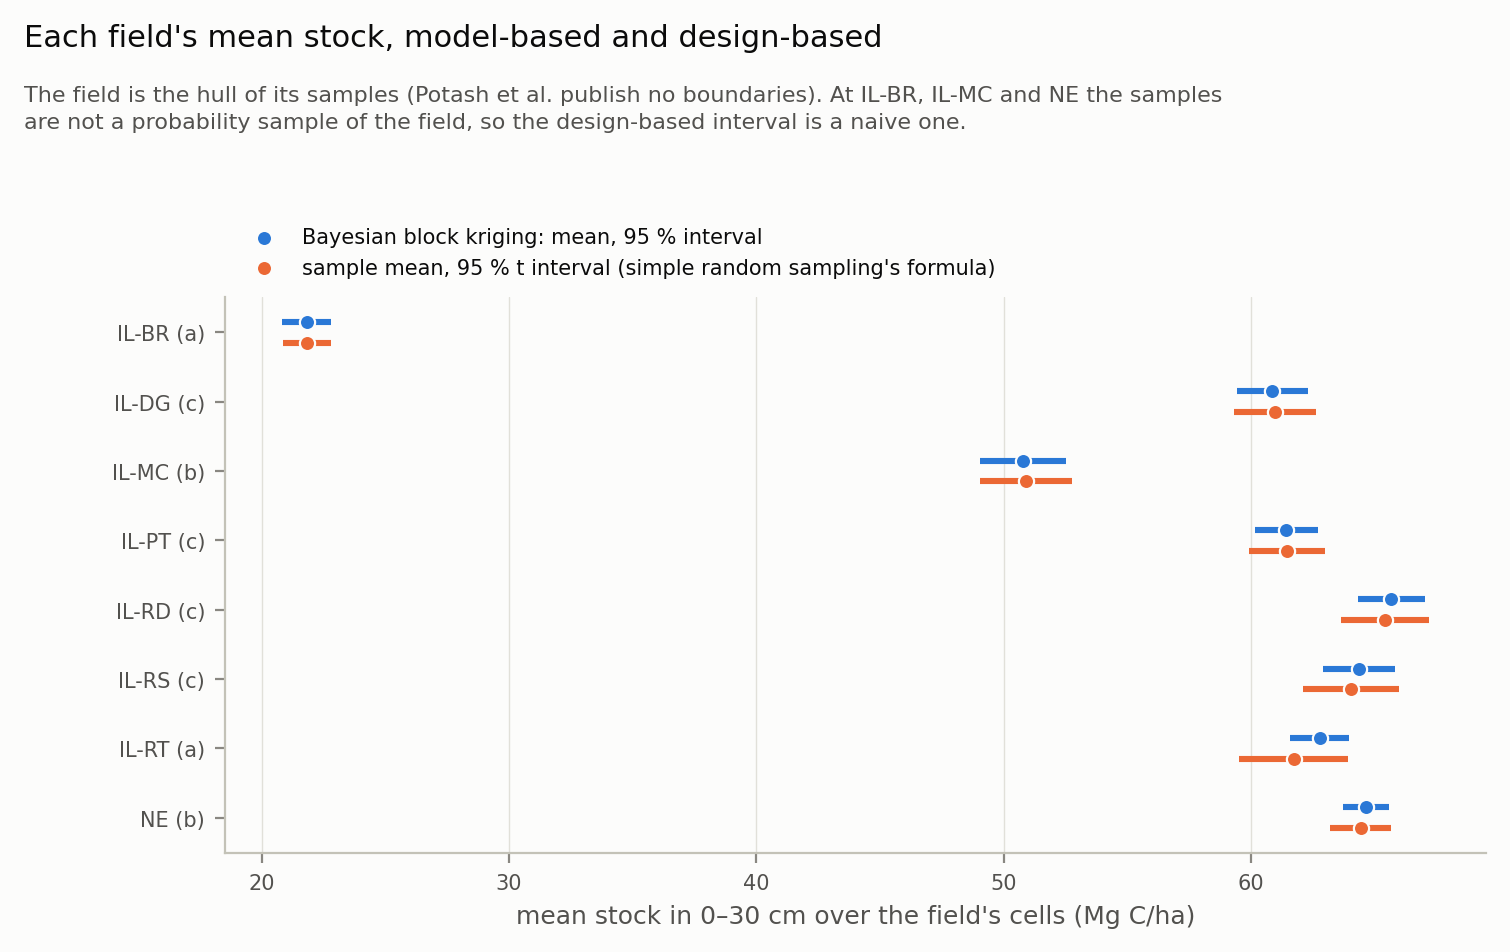 Each field's mean stock, model-based and design-based
The field is the hull of its samples (Potash et al. publish no boundaries). At IL-BR, IL-MC and NE the samples
are not a probability sample of the field, so the design-based interval is a naive one.
Bayesian block kriging: mean, 95 % interval
sample mean, 95 % t interval (simple random sampling's formula)
IL-BR (a)
IL-DG (c)
IL-MC (b)
IL-PT (c)
IL-RD (c)
IL-RS (c)
IL-RT (a)
NE (b)
20 30 40 50 60
mean stock in 0–30 cm over the field's cells (Mg C/ha)